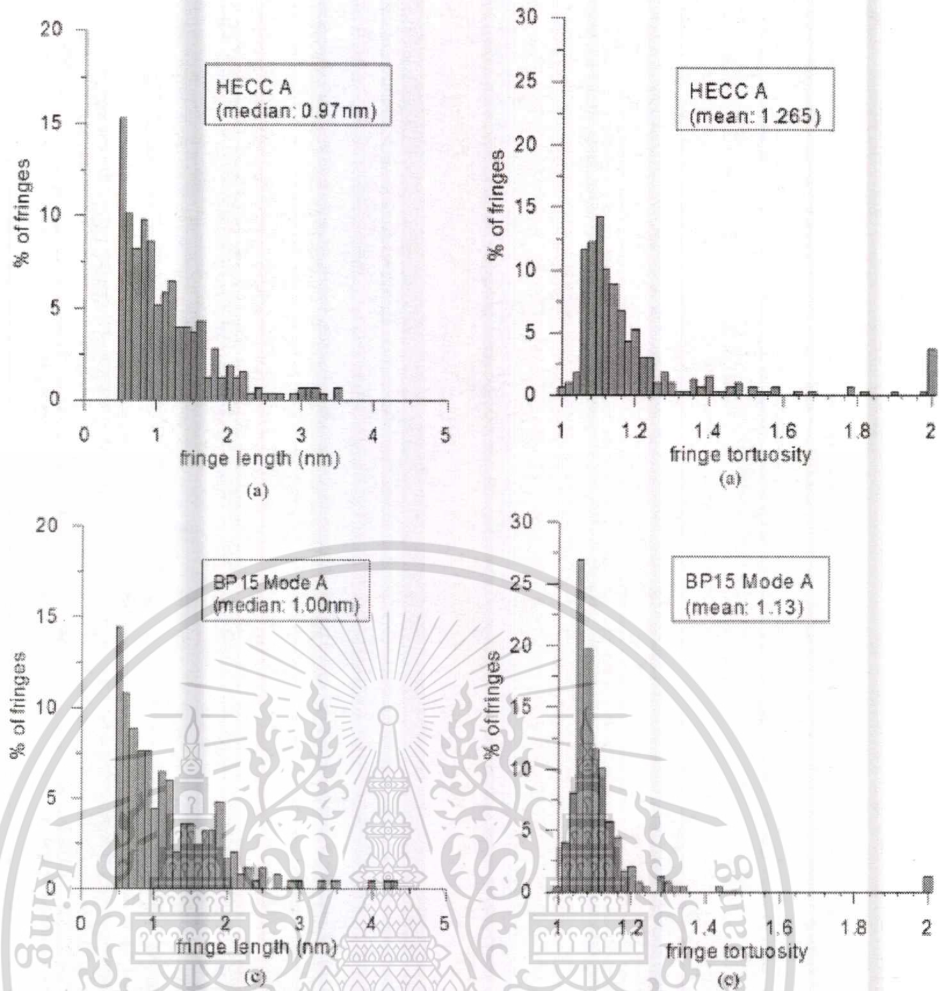 20
15
10
5
0
% of fringes
HECC A
(median: 0.97nm)
0 1 2 3 4 5
fringe length (nm)
(a)
30
25
20
15
10
5
0
% of fringes
HECC A
(mean: 1.265)
1 1.2 1.4 1.6 1.8 2
fringe tortuosity
(a)
20
15
10
5
0
% of fringes
BP15 Mode A
(median: 1.00nm)
0 1 2 3 4 5
fringe length (nm)
(c)
30
25
20
15
10
5
0
% of fringes
BP15 Mode A
(mean: 1.13)
1 1.2 1.4 1.6 1.8 2
fringe tortuosity
(c)
King